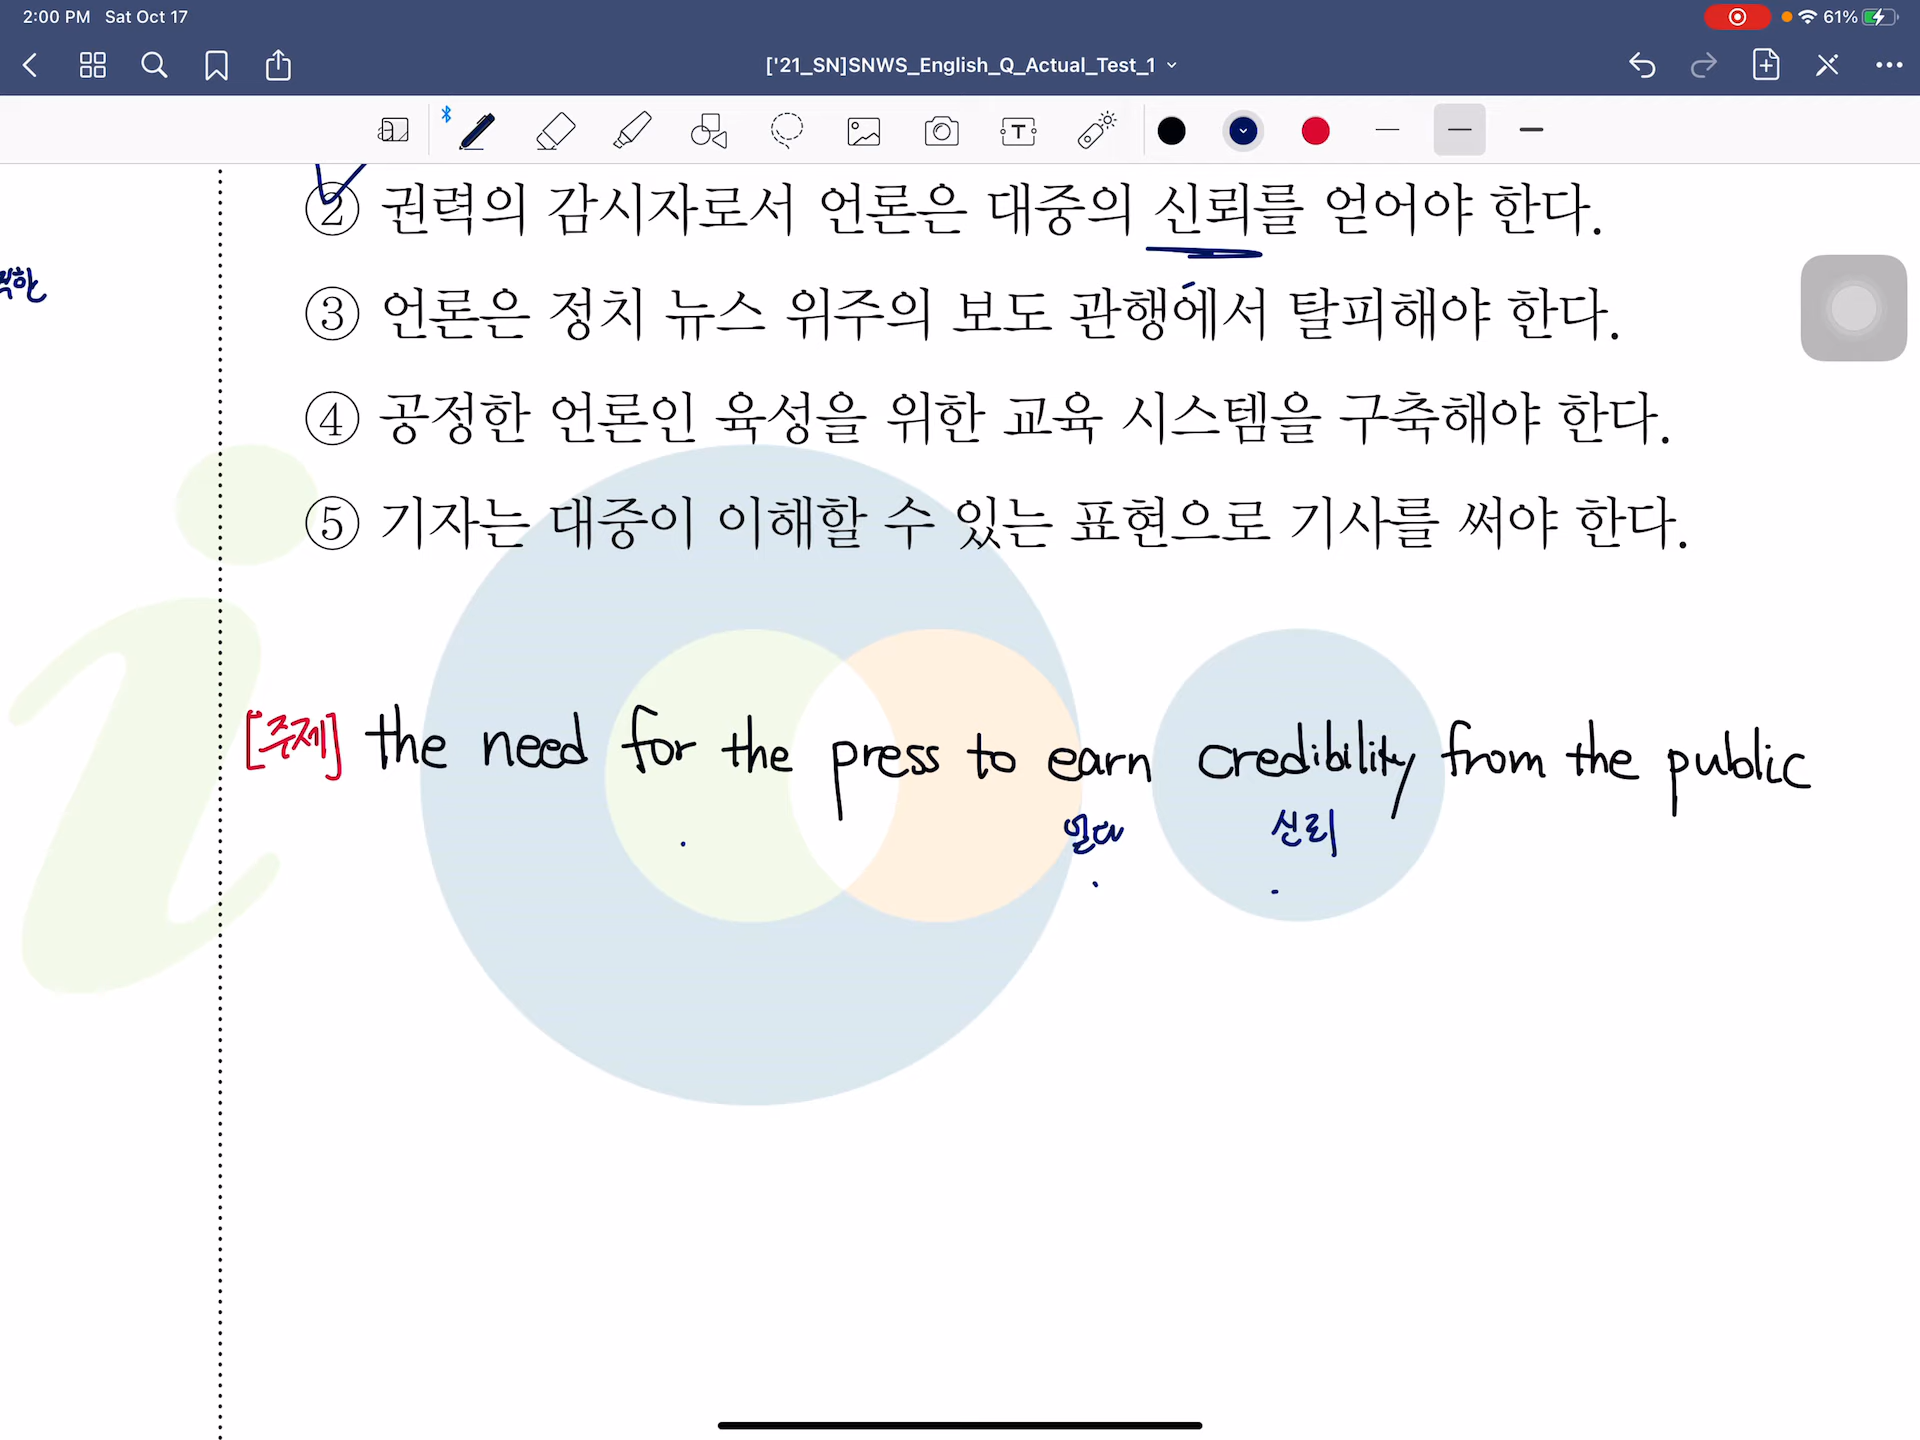 2:00 PM Sat Oct 17
61%
['21_SN]SNWS_English_Q_Actual_Test_1
② 권력의 감시자로서 언론은 대중의 신뢰를 얻어야 한다.
③ 언론은 정치 뉴스 위주의 보도 관행에서 탈피해야 한다.
④ 공정한 언론인 육성을 위한 교육 시스템을 구축해야 한다.
⑤ 기자는 대중이 이해할 수 있는 표현으로 기사를 써야 한다.
[주제] the need for the press to earn credibility from the public
얻다 신뢰